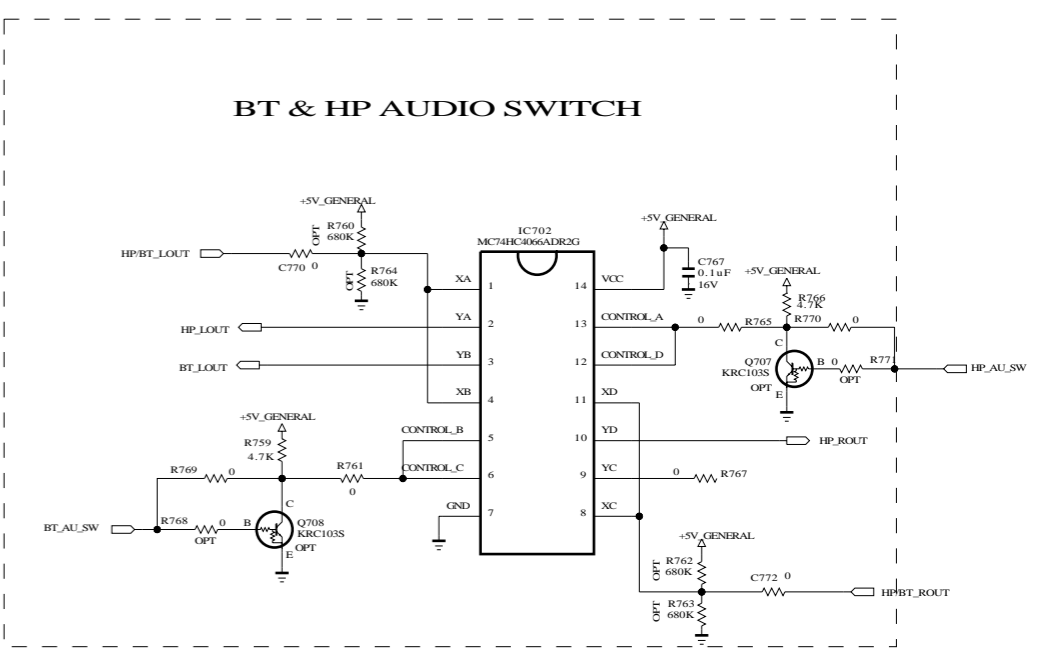 BT & HP AUDIO SWITCH
+5V_GENERAL
OPT
R760
680K
HP/BT_LOUT
C770 0
OPT
R764
680K
IC702
MC74HC4066ADR2G
+5V_GENERAL
C767
0.1uF
16V
XA
1
14
VCC
HP_LOUT
YA
2
13
CONTROL_A
0
R765
+5V_GENERAL
R766
4.7K
R770
0
BT_LOUT
YB
3
12
CONTROL_D
C
Q707
KRC103S
OPT
B
0
R771
OPT
E
HP_AU_SW
XB
4
11
XD
+5V_GENERAL
R759
4.7K
CONTROL_B
5
10
YD
HP_ROUT
R769
0
R761
0
CONTROL_C
6
9
YC
0
R767
BT_AU_SW
R768
0
OPT
B
C
Q708
KRC103S
OPT
E
GND
7
8
XC
+5V_GENERAL
OPT
R762
680K
C772
0
HP/BT_ROUT
OPT
R763
680K